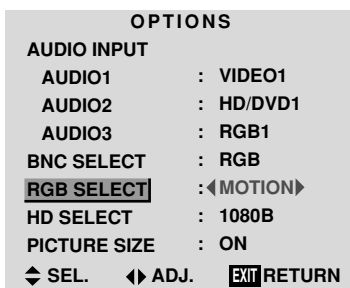 OPTIONS
AUDIO INPUT
AUDIO1 : VIDEO1
AUDIO2 : HD/DVD1
AUDIO3 : RGB1
BNC SELECT : RGB
RGB SELECT : MOTION
HD SELECT : 1080B
PICTURE SIZE : ON
SEL. ADJ. EXIT RETURN